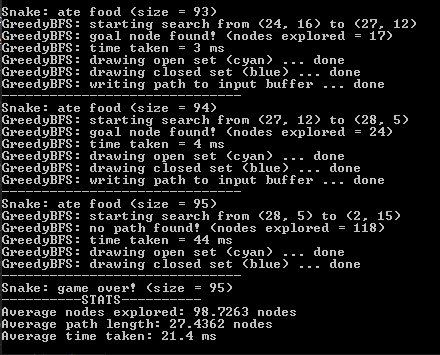 Snake: ate food (size = 93)
GreedyBFS: starting search from (24, 16) to (27, 12)
GreedyBFS: goal node found! (nodes explored = 17)
GreedyBFS: time taken = 3 ms
GreedyBFS: drawing open set (cyan) ... done
GreedyBFS: drawing closed set (blue) ... done
GreedyBFS: writing path to input buffer ... done
------------------------------
Snake: ate food (size = 94)
GreedyBFS: starting search from (27, 12) to (28, 5)
GreedyBFS: goal node found! (nodes explored = 24)
GreedyBFS: time taken = 4 ms
GreedyBFS: drawing open set (cyan) ... done
GreedyBFS: drawing closed set (blue) ... done
GreedyBFS: writing path to input buffer ... done
------------------------------
Snake: ate food (size = 95)
GreedyBFS: starting search from (28, 5) to (2, 15)
GreedyBFS: no path found! (nodes explored = 118)
GreedyBFS: time taken = 44 ms
GreedyBFS: drawing open set (cyan) ... done
GreedyBFS: drawing closed set (blue) ... done
------------------------------
Snake: game over! (size = 95)
----------STATS----------
Average nodes explored: 98.7263 nodes
Average path length: 27.4362 nodes
Average time taken: 21.4 ms